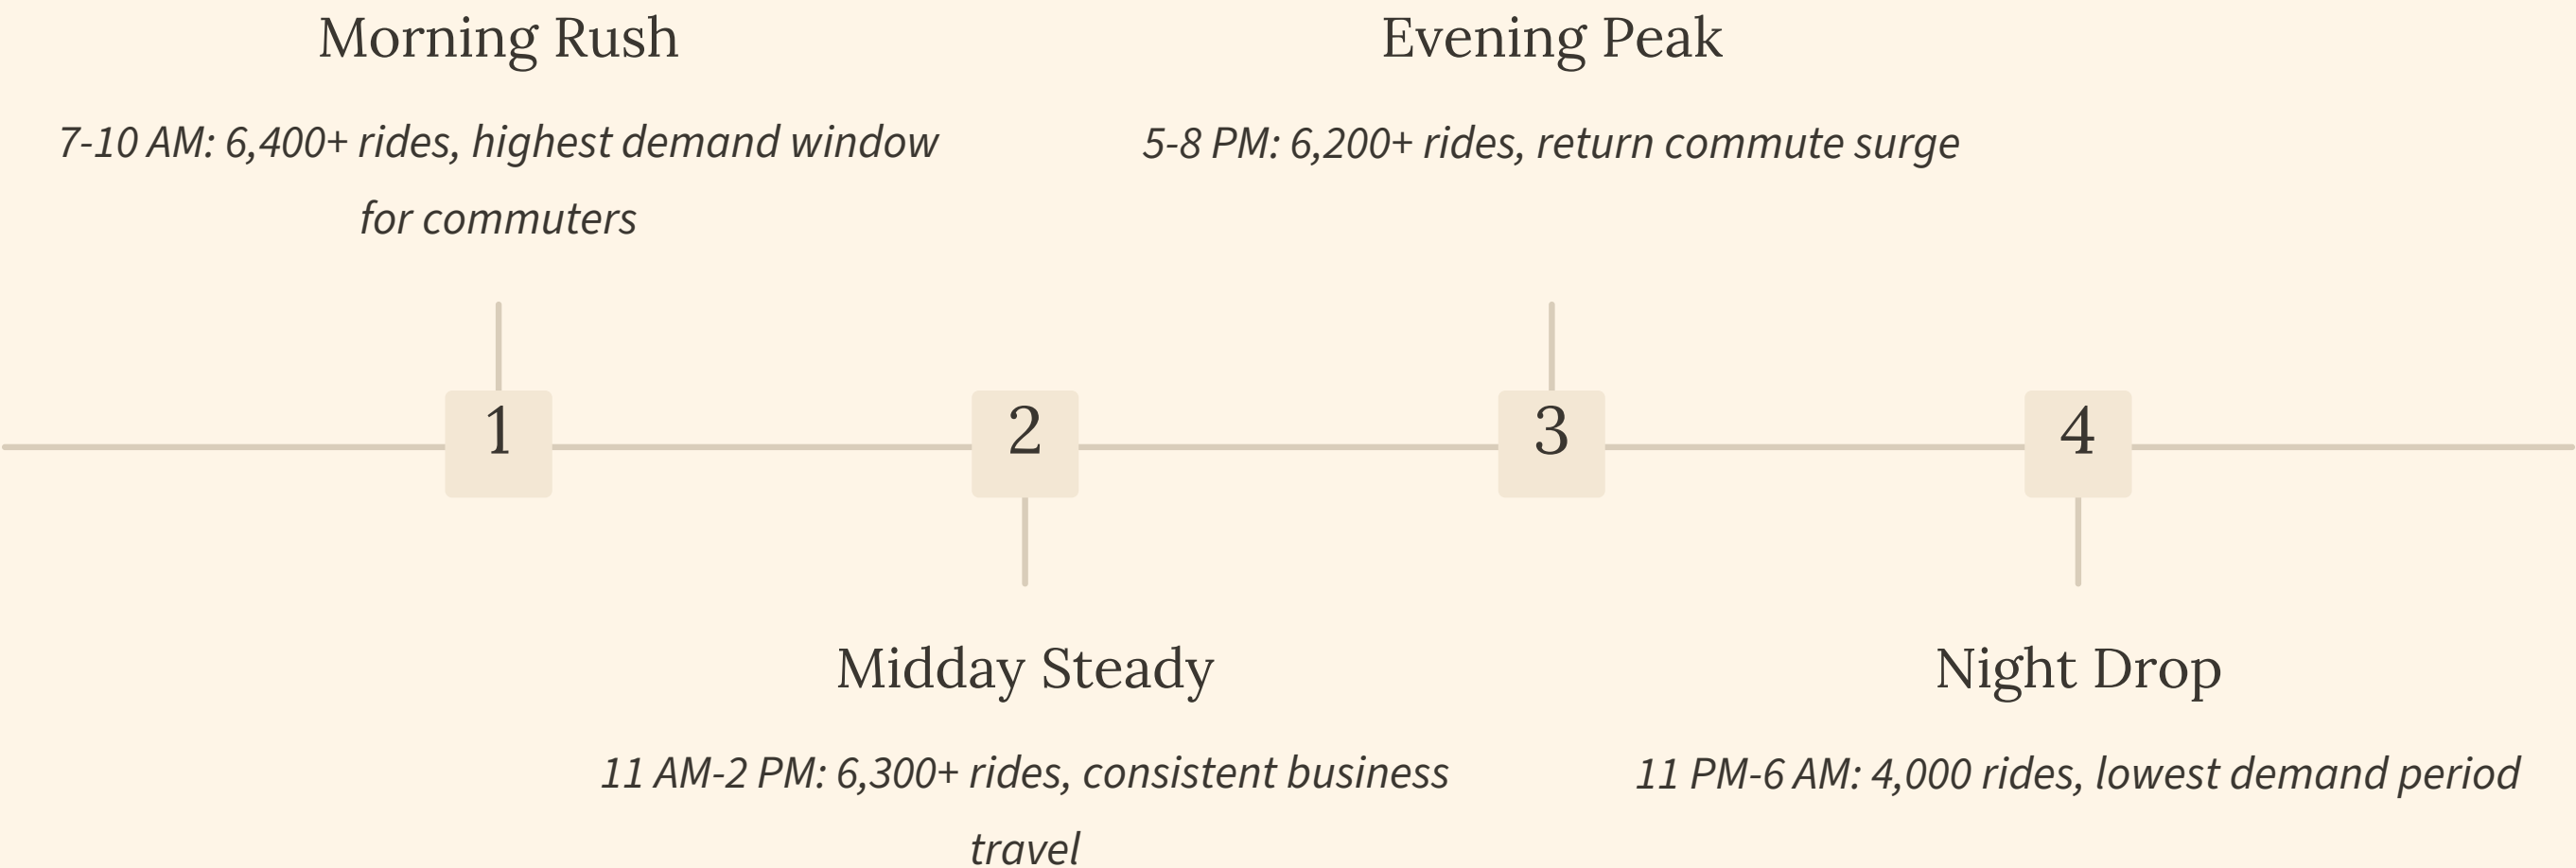 Morning Rush
7-10 AM: 6,400+ rides, highest demand window
for commuters
Evening Peak
5-8 PM: 6,200+ rides, return commute surge
1
2
3
4
Midday Steady
11 AM-2 PM: 6,300+ rides, consistent business
travel
Night Drop
11 PM-6 AM: 4,000 rides, lowest demand period